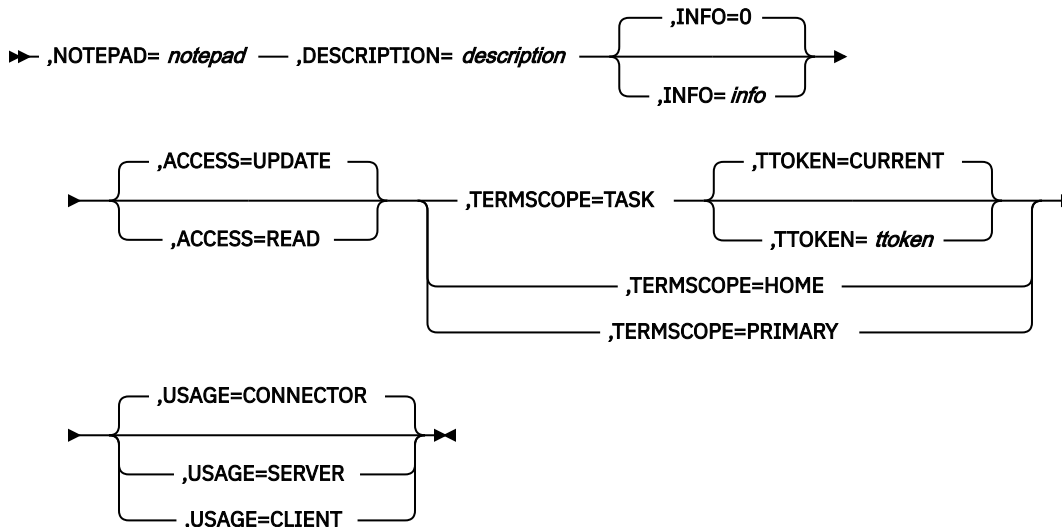 ,INFO=0
,NOTEPAD= notepad ,DESCRIPTION= description
,INFO= info
,ACCESS=UPDATE ,TTOKEN=CURRENT
,TERMSCOPE=TASK
,ACCESS=READ ,TTOKEN= ttoken
,TERMSCOPE=HOME
,TERMSCOPE=PRIMARY
,USAGE=CONNECTOR
,USAGE=SERVER
,USAGE=CLIENT